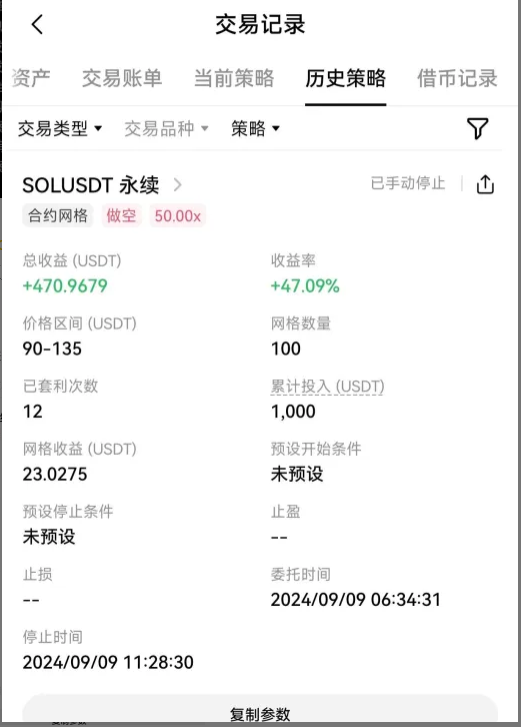 交易记录
资产 交易账单 当前策略 历史策略 借币记录
交易类型 交易品种 策略
SOLUSDT 永续 已手动停止
合约网格 做空 50.00x
总收益 (USDT) 收益率
+470.9679 +47.09%
价格区间 (USDT) 网格数量
90-135 100
已套利次数 累计投入 (USDT)
12 1,000
网格收益 (USDT) 预设开始条件
23.0275 未预设
预设停止条件 止盈
未预设 --
止损 委托时间
-- 2024/09/09 06:34:31
停止时间
2024/09/09 11:28:30
复制参数